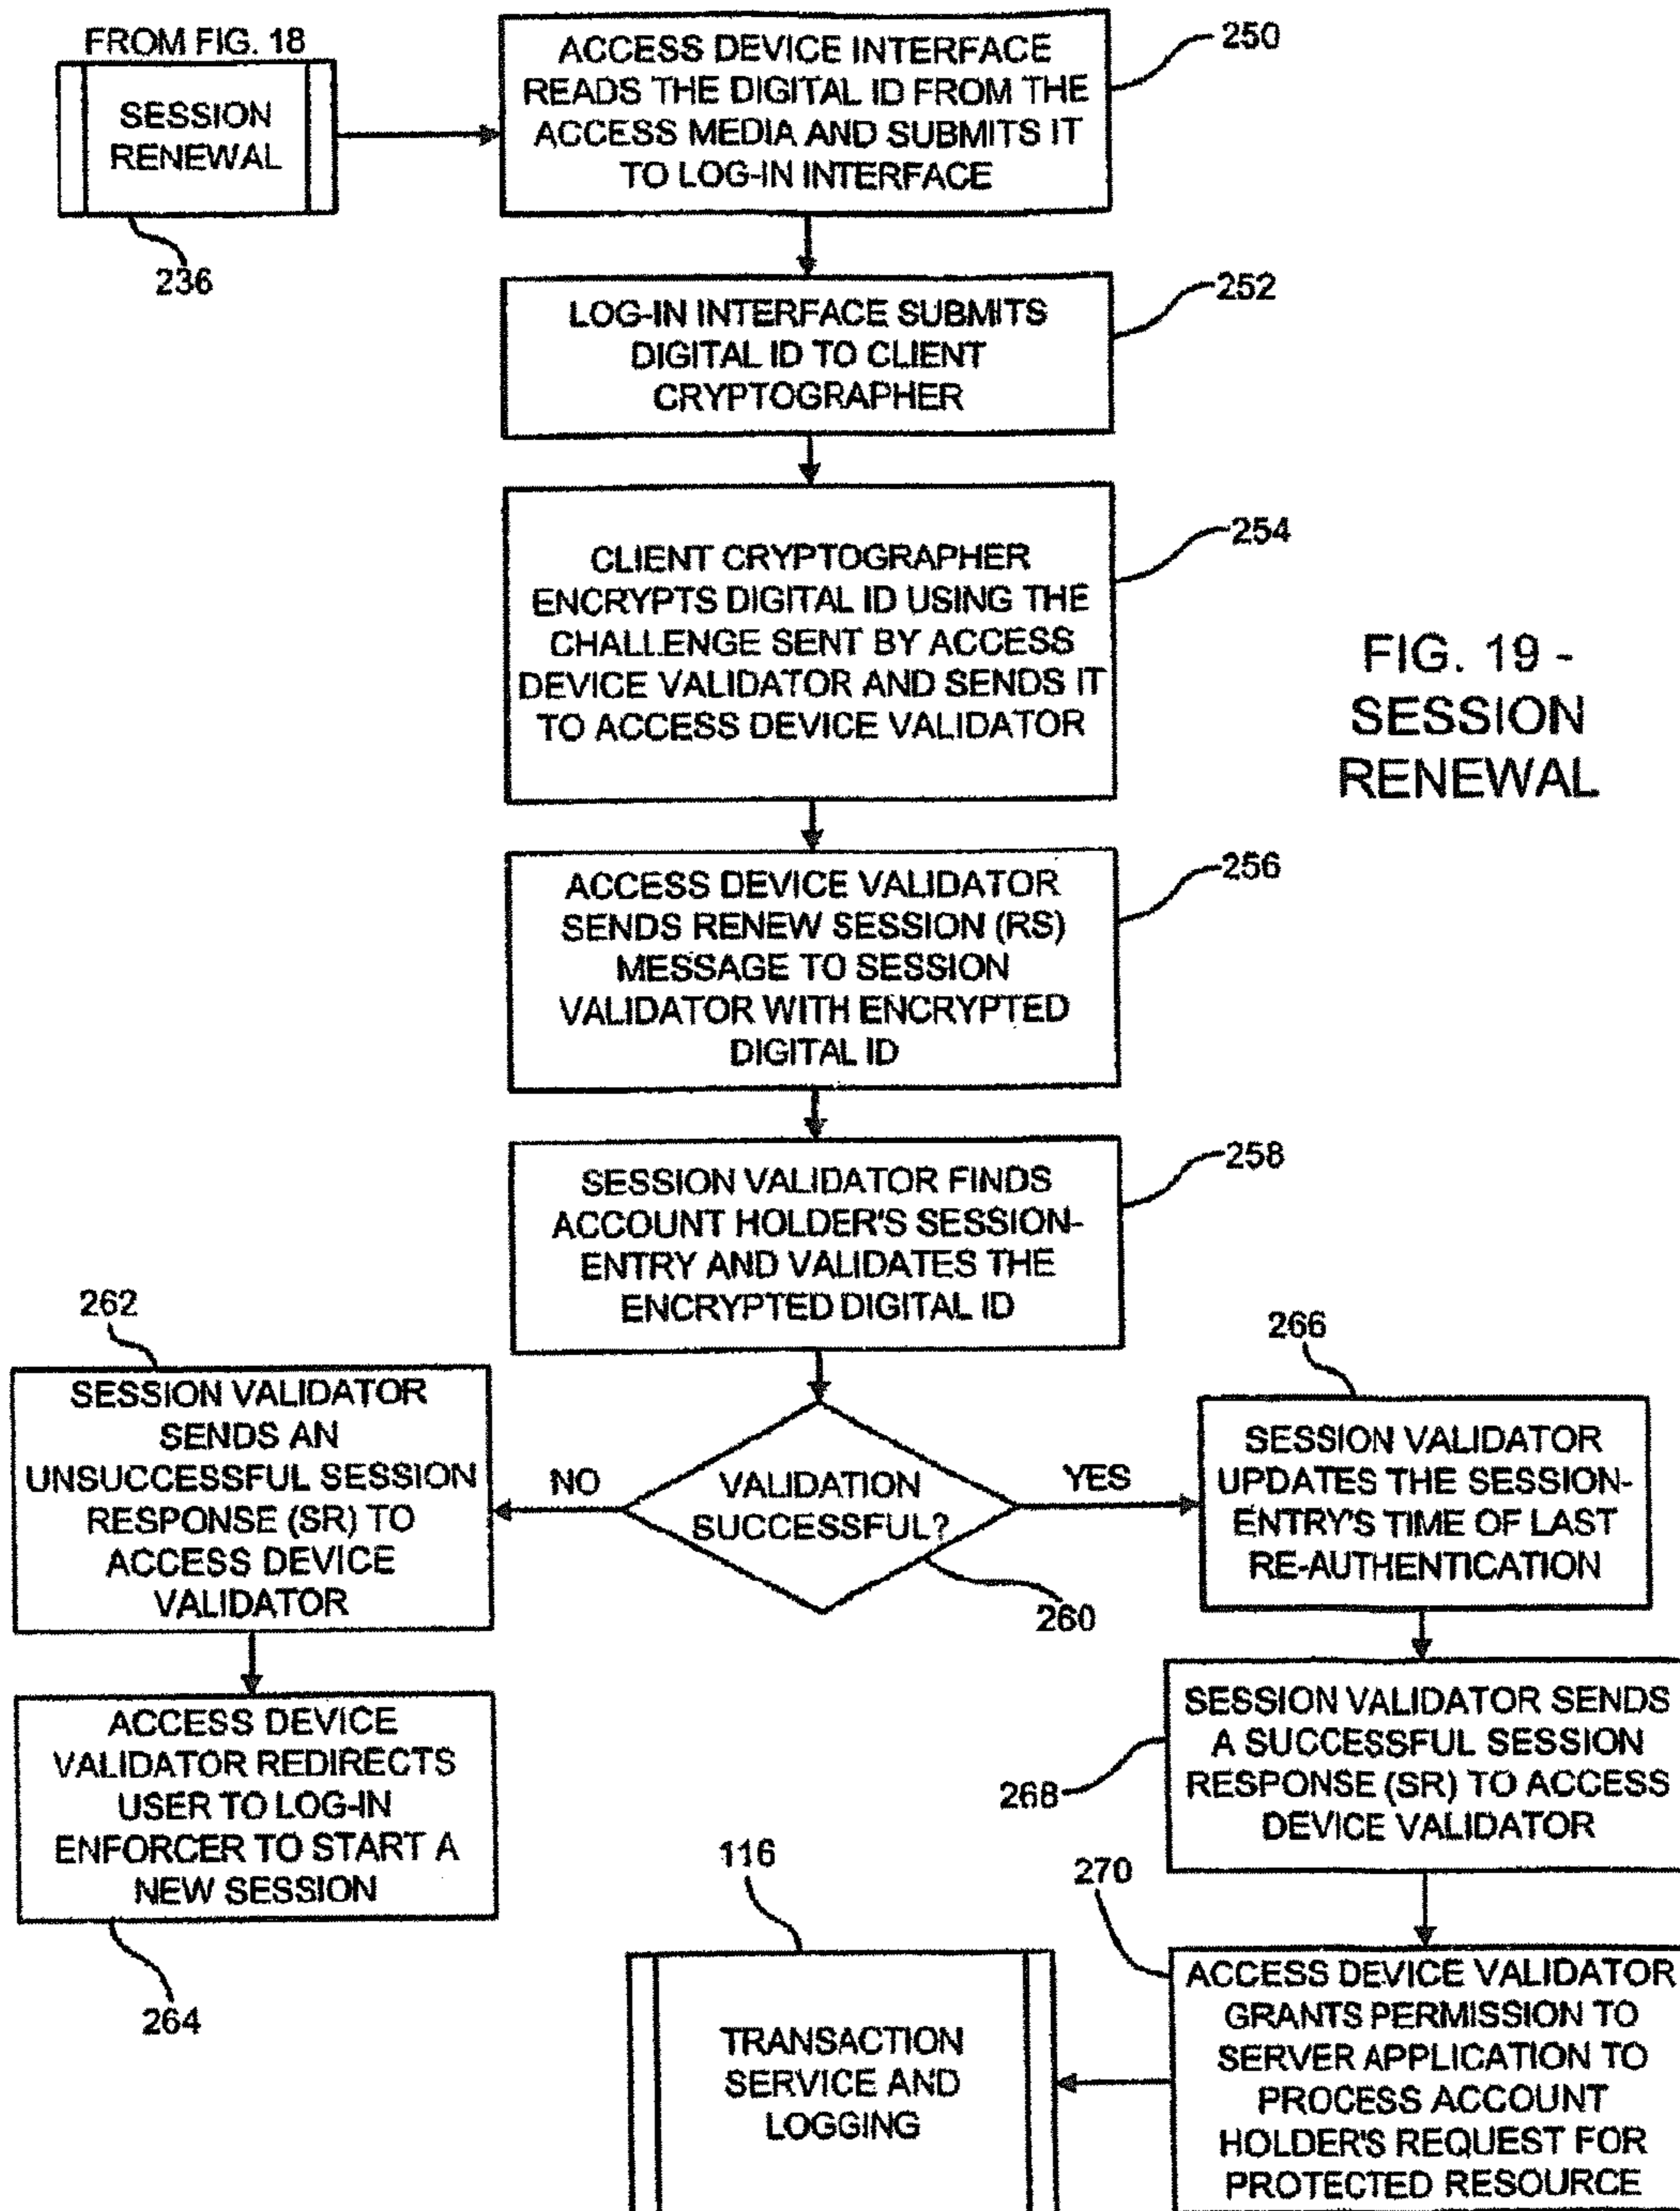 FROM FIG. 18
SESSION
RENEWAL
236
ACCESS DEVICE INTERFACE
READS THE DIGITAL ID FROM THE
ACCESS MEDIA AND SUBMITS IT
TO LOG-IN INTERFACE
250
LOG-IN INTERFACE SUBMITS
DIGITAL ID TO CLIENT
CRYPTOGRAPHER
252
CLIENT CRYPTOGRAPHER
ENCRYPTS DIGITAL ID USING THE
CHALLENGE SENT BY ACCESS
DEVICE VALIDATOR AND SENDS IT
TO ACCESS DEVICE VALIDATOR
254
FIG. 19 -
SESSION
RENEWAL
ACCESS DEVICE VALIDATOR
SENDS RENEW SESSION (RS)
MESSAGE TO SESSION
VALIDATOR WITH ENCRYPTED
DIGITAL ID
256
SESSION VALIDATOR FINDS
ACCOUNT HOLDER'S SESSION-
ENTRY AND VALIDATES THE
ENCRYPTED DIGITAL ID
258
VALIDATION
SUCCESSFUL?
260
NO
YES
262
SESSION VALIDATOR
SENDS AN
UNSUCCESSFUL SESSION
RESPONSE (SR) TO
ACCESS DEVICE
VALIDATOR
ACCESS DEVICE
VALIDATOR REDIRECTS
USER TO LOG-IN
ENFORCER TO START A
NEW SESSION
264
266
SESSION VALIDATOR
UPDATES THE SESSION-
ENTRY'S TIME OF LAST
RE-AUTHENTICATION
SESSION VALIDATOR SENDS
A SUCCESSFUL SESSION
RESPONSE (SR) TO ACCESS
DEVICE VALIDATOR
268
270
ACCESS DEVICE VALIDATOR
GRANTS PERMISSION TO
SERVER APPLICATION TO
PROCESS ACCOUNT
HOLDER'S REQUEST FOR
PROTECTED RESOURCE
116
TRANSACTION
SERVICE AND
LOGGING